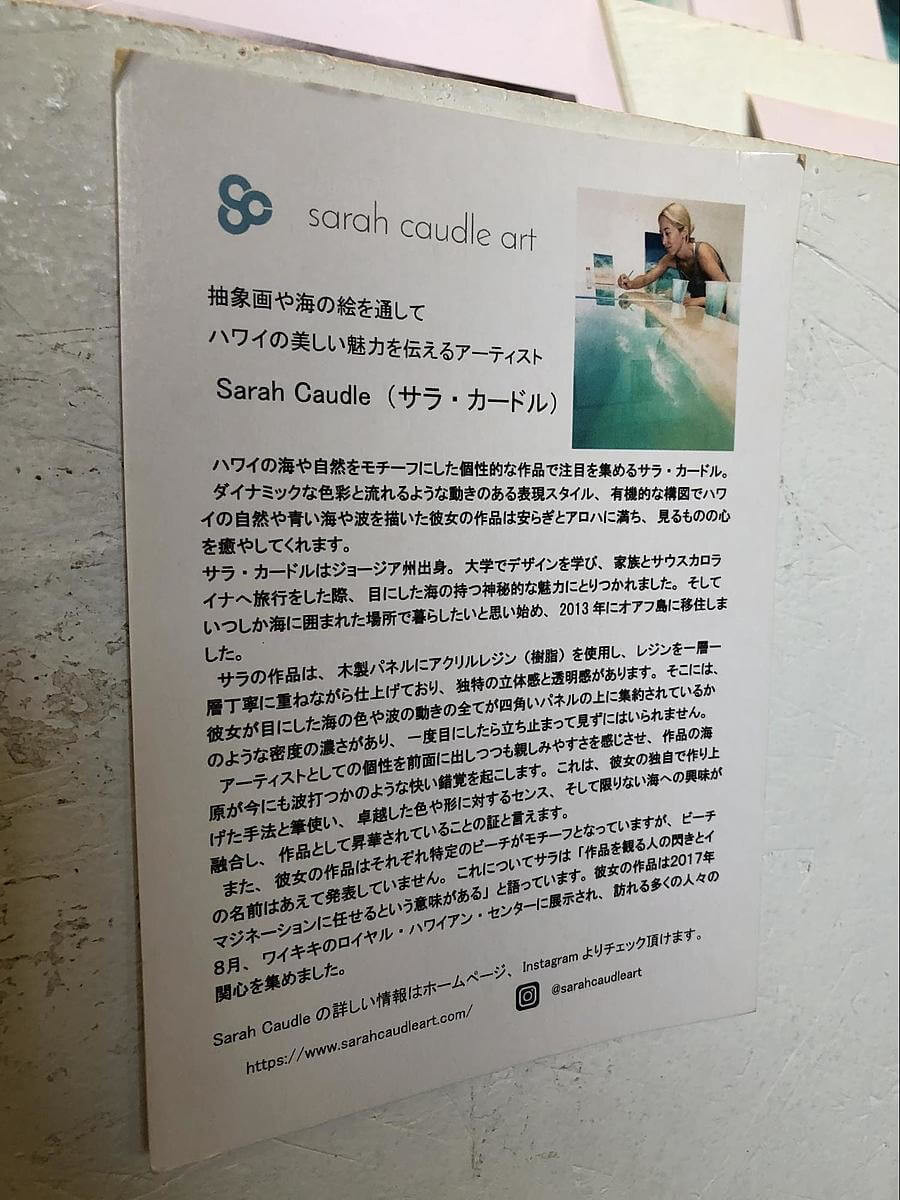 sc
sarah caudle art
抽象画や海の絵を通して
ハワイの美しい魅力を伝えるアーティスト
Sarah Caudle（サラ・カードル）
ハワイの海や自然をモチーフにした個性的な作品で注目を集めるサラ・カードル。
ダイナミックな色彩と流れるような動きのある表現スタイル、有機的な構図でハワ
イの自然や青い海や波を描いた彼女の作品は安らぎとアロハに満ち、見るものの心
を癒やしてくれます。
サラ・カードルはジョージア州出身。大学でデザインを学び、家族とサウスカロラ
イナへ旅行をした際、目にした海の持つ神秘的な魅力にとりつかれました。そして
いつしか海に囲まれた場所で暮らしたいと思い始め、2013年にオアフ島に移住しま
した。
サラの作品は、木製パネルにアクリルレジン（樹脂）を使用し、レジンを一層一
層丁寧に重ねながら仕上げており、独特の立体感と透明感があります。そこには、
彼女が目にした海の色や波の動きの全てが四角いパネルの上に集約されているか
のような密度の濃さがあり、一度目にしたら立ち止まって見ずにはいられません。
アーティストとしての個性を前面に出しつつも親しみやすさを感じさせ、作品の海
原が今にも波打つかのような快い錯覚を起こします。これは、彼女の独自で作り上
げた手法と筆使い、卓越した色や形に対するセンス、そして限りない海への興味が
融合し、作品として昇華されていることの証と言えます。
また、彼女の作品はそれぞれ特定のビーチがモチーフとなっていますが、ビーチ
の名前はあえて発表していません。これについてサラは「作品を観る人の閃きとイ
マジネーションに任せるという意味がある」と語っています。彼女の作品は2017年
8月、ワイキキのロイヤル・ハワイアン・センターに展示され、訪れる多くの人々の
関心を集めました。
Sarah Caudle の詳しい情報はホームページ、Instagramよりチェック頂けます。
https://www.sarahcaudleart.com/ @sarahcaudleart